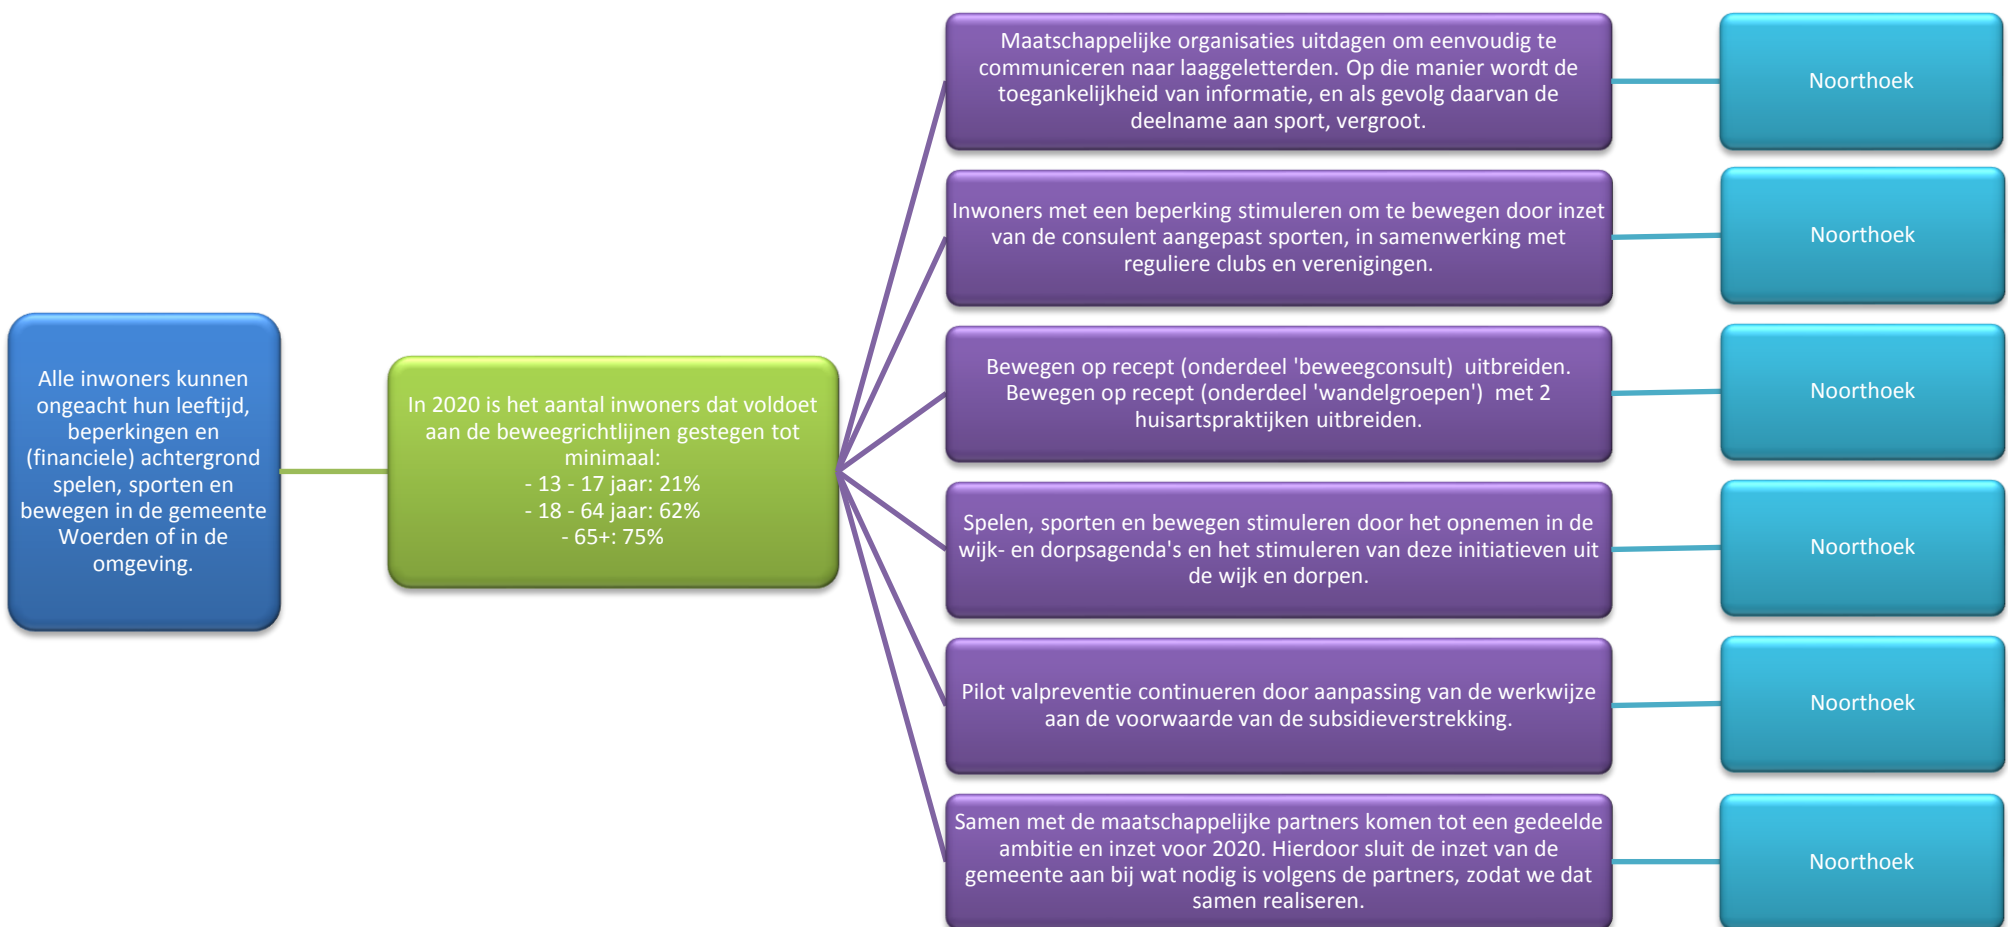 Alle inwoners kunnen
ongeacht hun leeftijd,
beperkingen en
(financiele) achtergrond
spelen, sporten en
bewegen in de gemeente
Woerden of in de
omgeving.
In 2020 is het aantal inwoners dat voldoet
aan de beweegrichtlijnen gestegen tot
minimaal:
- 13 - 17 jaar: 21%
- 18 - 64 jaar: 62%
- 65+: 75%
Maatschappelijke organisaties uitdagen om eenvoudig te
communiceren naar laaggeletterden. Op die manier wordt de
toegankelijkheid van informatie, en als gevolg daarvan de
deelname aan sport, vergroot.
Noorthoek
Inwoners met een beperking stimuleren om te bewegen door inzet
van de consulent aangepast sporten, in samenwerking met
reguliere clubs en verenigingen.
Noorthoek
Bewegen op recept (onderdeel 'beweegconsult)  uitbreiden.
Bewegen op recept (onderdeel 'wandelgroepen')  met 2
huisartspraktijken uitbreiden.
Noorthoek
Spelen, sporten en bewegen stimuleren door het opnemen in de
wijk- en dorpsagenda's en het stimuleren van deze initiatieven uit
de wijk en dorpen.
Noorthoek
Pilot valpreventie continueren door aanpassing van de werkwijze
aan de voorwaarde van de subsidieverstrekking.
Noorthoek
Samen met de maatschappelijke partners komen tot een gedeelde
ambitie en inzet voor 2020. Hierdoor sluit de inzet van de
gemeente aan bij wat nodig is volgens de partners, zodat we dat
samen realiseren.
Noorthoek